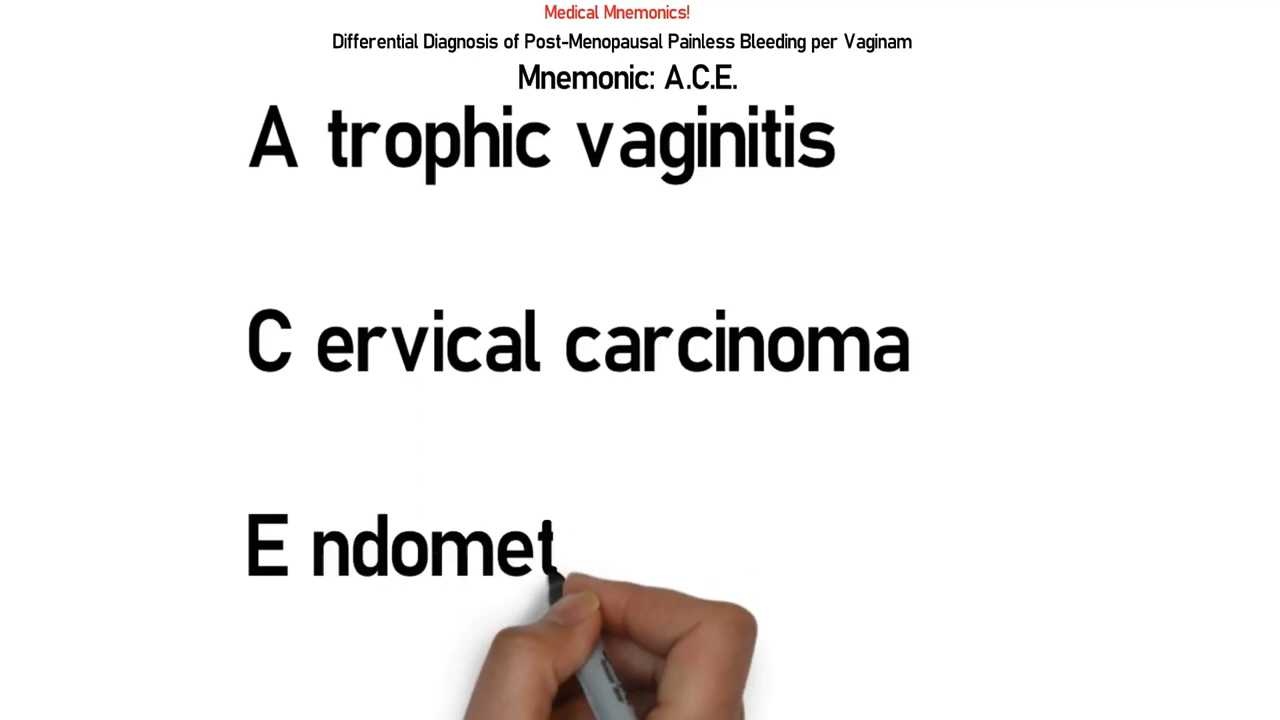 Medical Mnemonics!
Differential Diagnosis of Post-Menopausal Painless Bleeding per Vaginam
Mnemonic: A.C.E.
A trophic vaginitis
C ervical carcinoma
E ndomet